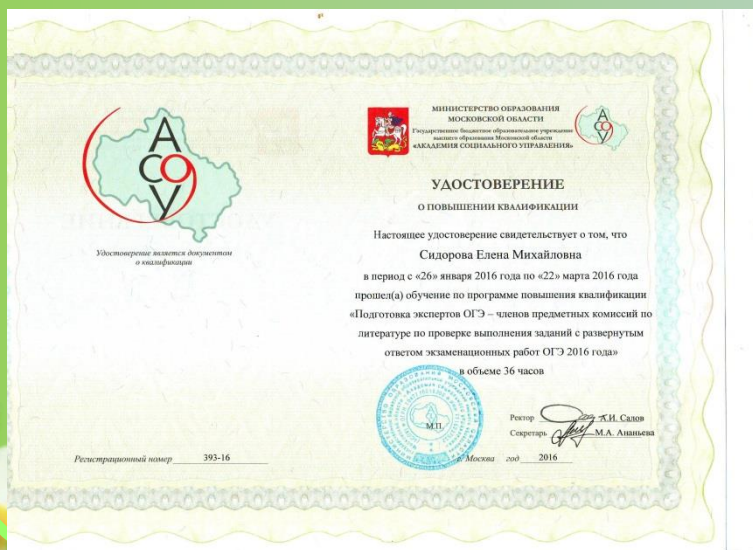 АСОУ
Удостоверение является документом
о квалификации
Регистрационный номер 393-16
МИНИСТЕРСТВО ОБРАЗОВАНИЯ
МОСКОВСКОЙ ОБЛАСТИ
Государственное бюджетное образовательное учреждение
высшего образования Московской области
«АКАДЕМИЯ СОЦИАЛЬНОГО УПРАВЛЕНИЯ»
АСОУ
УДОСТОВЕРЕНИЕ
О ПОВЫШЕНИИ КВАЛИФИКАЦИИ
Настоящее удостоверение свидетельствует о том, что
Сидорова Елена Михайловна
в период с «26» января 2016 года по «22» марта 2016 года
прошел(а) обучение по программе повышения квалификации
«Подготовка экспертов ОГЭ – членов предметных комиссий по
литературе по проверке выполнения заданий с развернутым
ответом экзаменационных работ ОГЭ 2016 года»
в объеме 36 часов
М.П.
Ректор К.И. Салов
Секретарь М.А. Ананьева
г. Москва год 2016